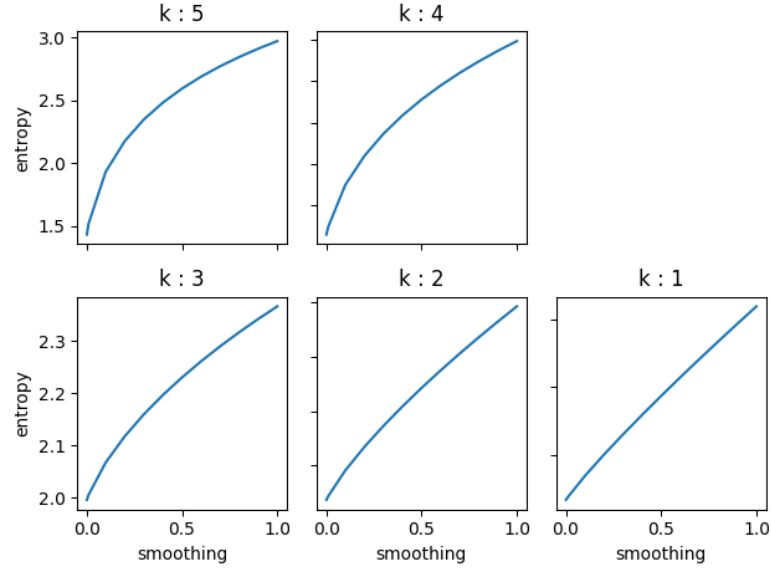 k : 5
k : 4
3.0
2.5
2.0
1.5
entropy
k : 3
k : 2
k : 1
2.3
2.2
2.1
2.0
entropy
0.0 0.5 1.0
0.0 0.5 1.0
0.0 0.5 1.0
smoothing
smoothing
smoothing